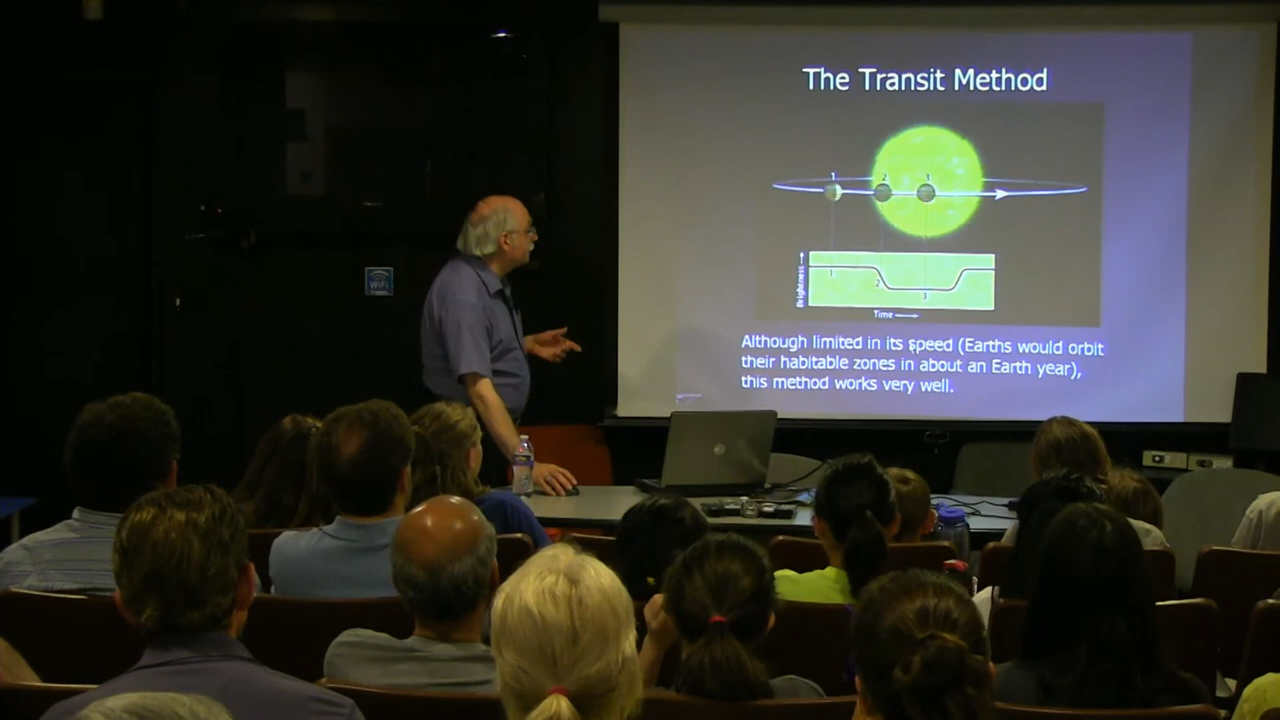 The Transit Method
1 2 3
Brightness
1
2
3
Time
Although limited in its speed (Earths would orbit
their habitable zones in about an Earth year),
this method works very well.
WiFi